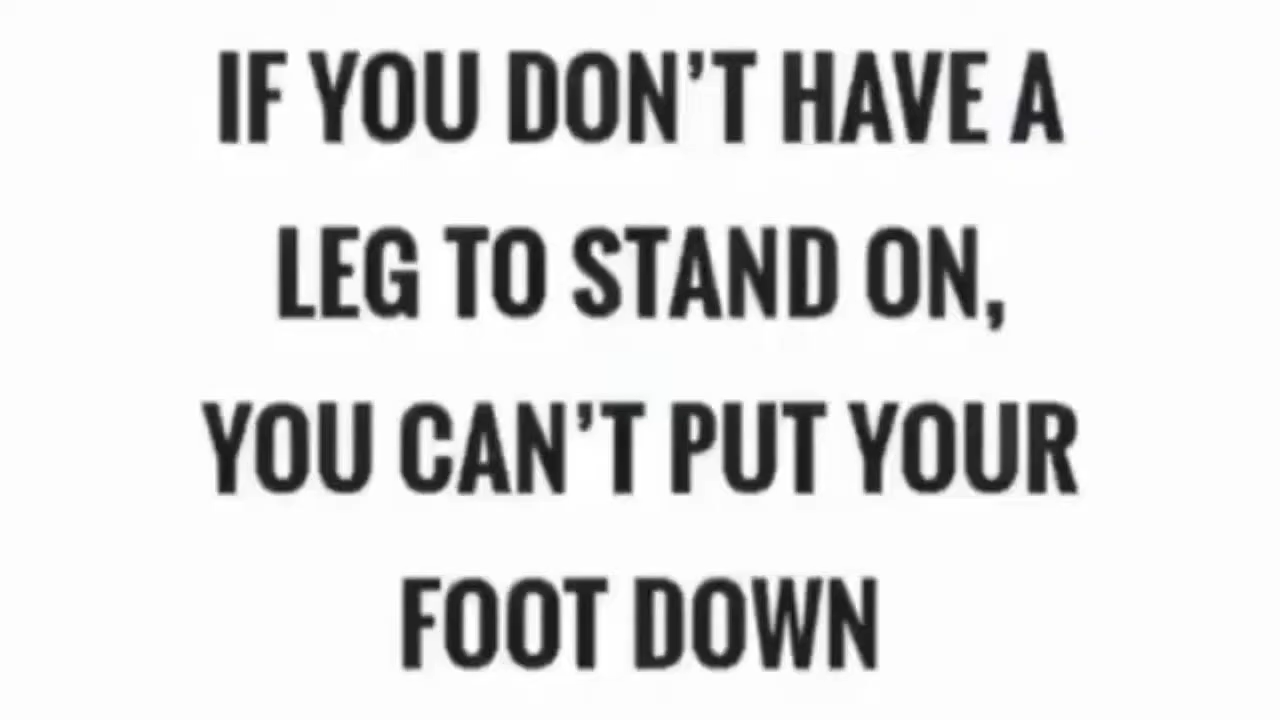 IF YOU DON’T HAVE A
LEG TO STAND ON,
YOU CAN’T PUT YOUR
FOOT DOWN